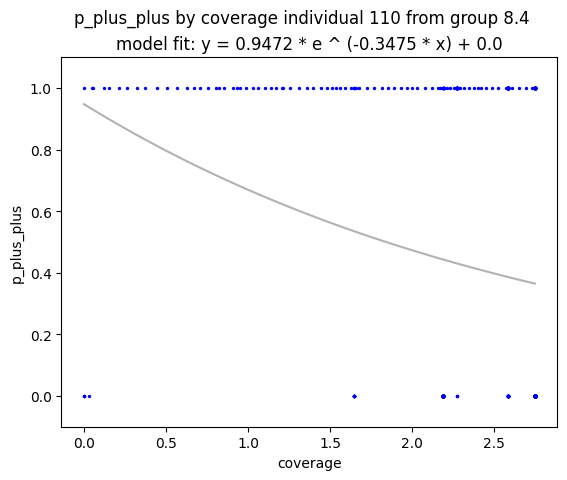 p_plus_plus by coverage individual 110 from group 8.4
model fit: y = 0.9472 * e ^ (-0.3475 * x) + 0.0
1.0
0.8
0.6
0.4
0.2
0.0
p_plus_plus
0.0 0.5 1.0 1.5 2.0 2.5
coverage